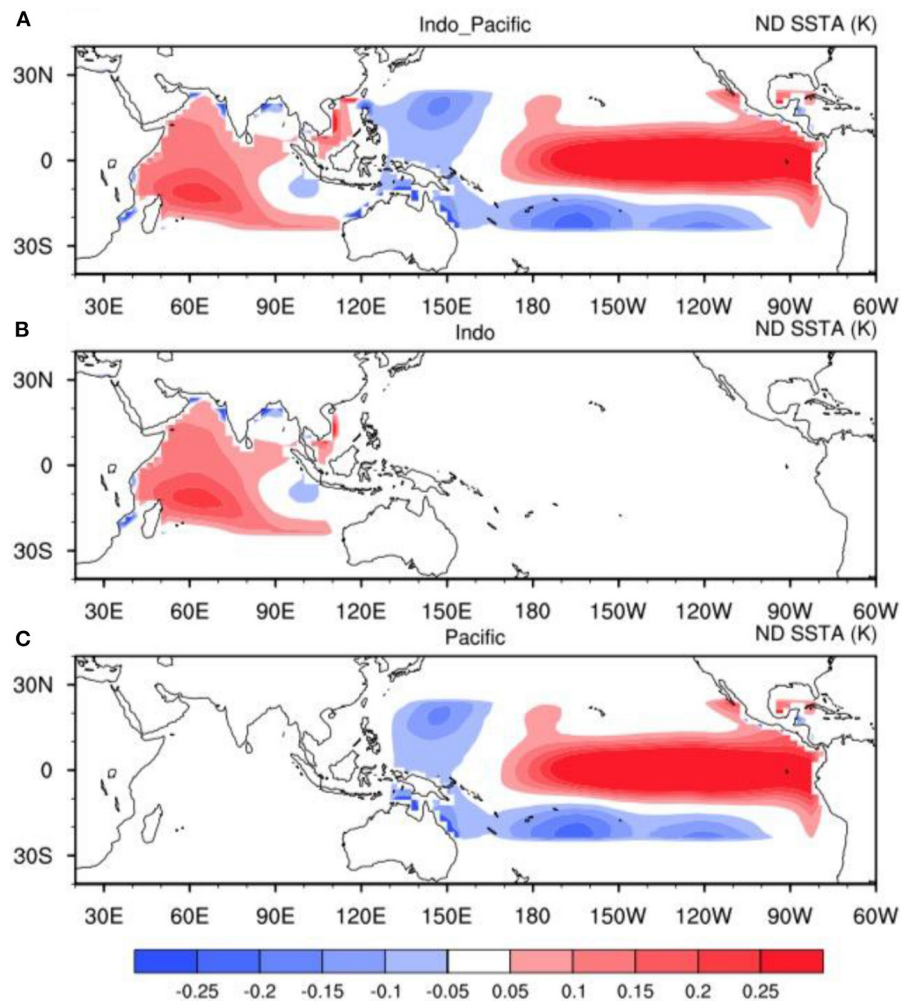 A
Indo_Pacific ND SSTA (K)
30N
0
30S
30E 60E 90E 120E 150E 180 150W 120W 90W 60W
B
Indo ND SSTA (K)
30N
0
30S
30E 60E 90E 120E 150E 180 150W 120W 90W 60W
C
Pacific ND SSTA (K)
30N
0
30S
30E 60E 90E 120E 150E 180 150W 120W 90W 60W
-0.25 -0.2 -0.15 -0.1 -0.05 0.05 0.1 0.15 0.2 0.25